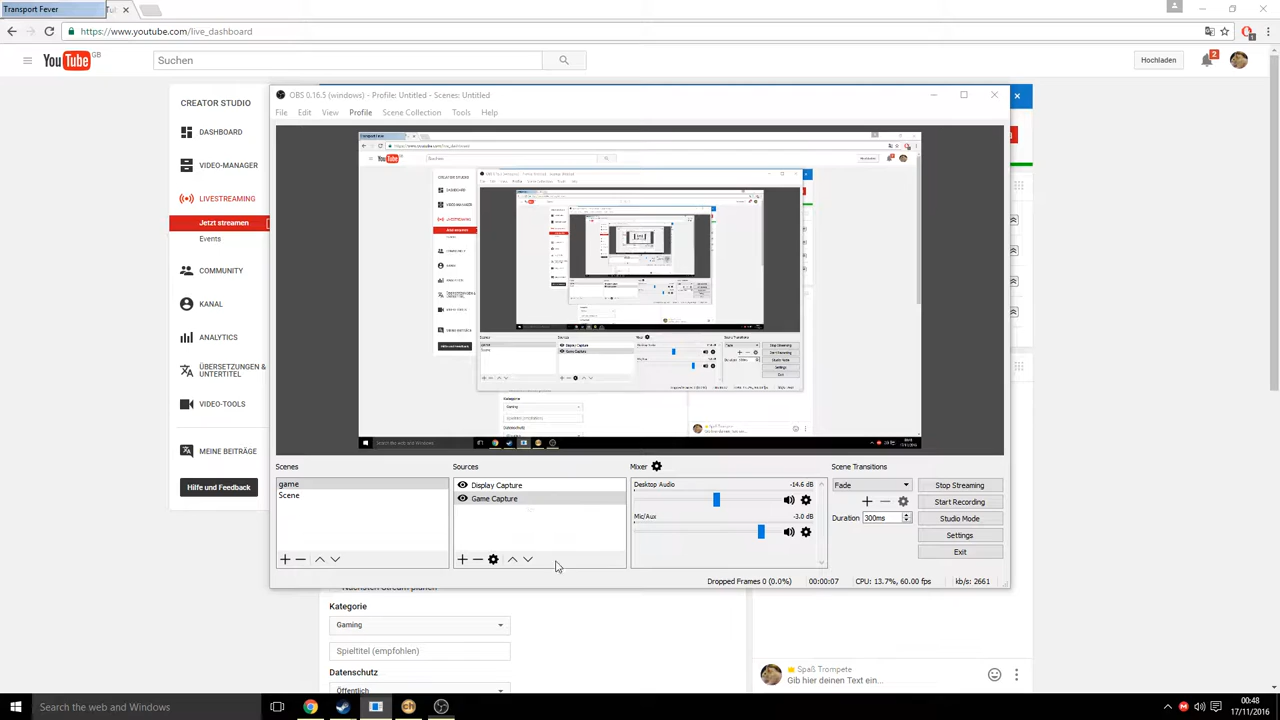 Transport Fever
https://www.youtube.com/live_dashboard
YouTube GB
Suchen
Hochladen
2
CREATOR STUDIO
DASHBOARD
VIDEO-MANAGER
LIVESTREAMING
Jetzt streamen
Events
COMMUNITY
KANAL
ANALYTICS
ÜBERSETZUNGEN &
UNTERTITEL
VIDEO-TOOLS
MEINE BEITRÄGE
Hilfe und Feedback
OBS 0.16.5 (windows) - Profile: Untitled - Scenes: Untitled
File Edit View Profile Scene Collection Tools Help
Scenes
game
Scene
Sources
Display Capture
Game Capture
Mixer
Desktop Audio -14.6 dB
Mic/Aux -3.0 dB
Scene Transitions
Fade
Duration 300ms
Stop Streaming
Start Recording
Studio Mode
Settings
Exit
Dropped Frames 0 (0.0%) 00:00:07 CPU: 13.7%, 60.00 fps kb/s: 2661
Nächsten Stream planen
Kategorie
Gaming
Spieltitel (empfohlen)
Datenschutz
Öffentlich
Spaß Trompete
Gib hier deinen Text ein...
Search the web and Windows
00:48
17/11/2016